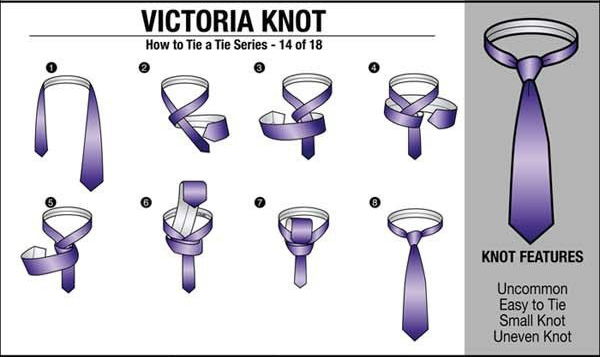 VICTORIA KNOT
How to Tie a Tie Series - 14 of 18
1
2
3
4
5
6
7
8
KNOT FEATURES
Uncommon
Easy to Tie
Small Knot
Uneven Knot